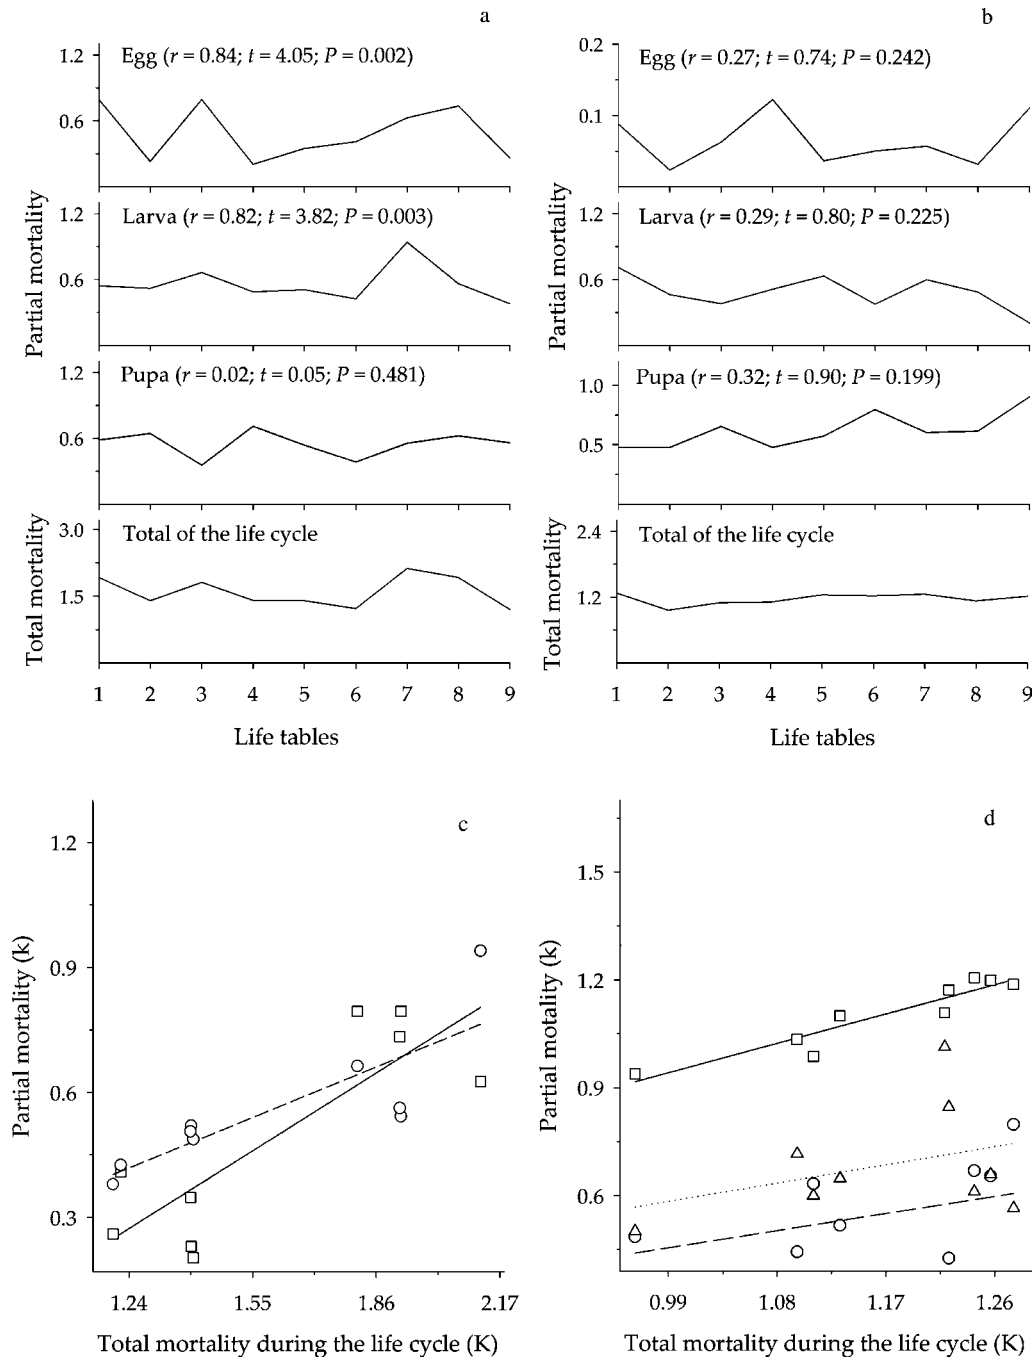 a
1.2
Egg (r = 0.84; t = 4.05; P = 0.002)
0.6
Partial mortality
1.2
Larva (r = 0.82; t = 3.82; P = 0.003)
0.6
1.2
Pupa (r = 0.02; t = 0.05; P = 0.481)
0.6
Total mortality
3.0
Total of the life cycle
1.5
1 2 3 4 5 6 7 8 9
Life tables
b
0.2
Egg (r = 0.27; t = 0.74; P = 0.242)
0.1
Partial mortality
1.2
Larva (r = 0.29; t = 0.80; P = 0.225)
0.6
Pupa (r = 0.32; t = 0.90; P = 0.199)
1.0
0.5
Total mortality
2.4
Total of the life cycle
1.2
1 2 3 4 5 6 7 8 9
Life tables
c
Partial mortality (k)
1.2
0.9
0.6
0.3
1.24 1.55 1.86 2.17
Total mortality during the life cycle (K)
d
Partial motality (k)
1.5
1.2
0.9
0.6
0.99 1.08 1.17 1.26
Total mortality during the life cycle (K)